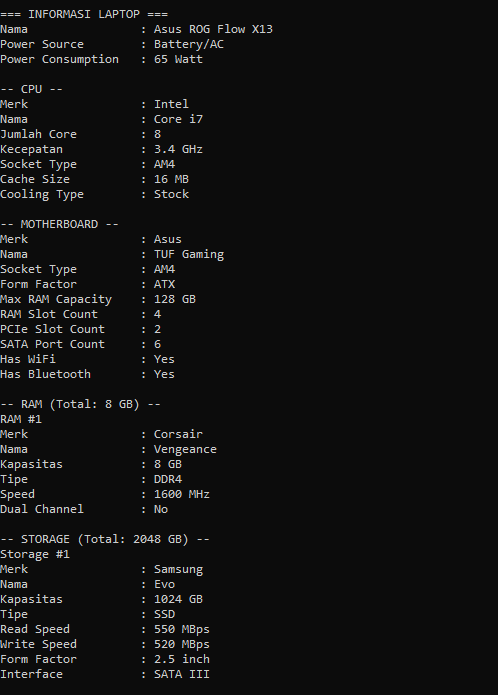 === INFORMASI LAPTOP ===
Nama                : Asus ROG Flow X13
Power Source        : Battery/AC
Power Consumption   : 65 Watt

-- CPU --
Merk                : Intel
Nama                : Core i7
Jumlah Core         : 8
Kecepatan           : 3.4 GHz
Socket Type         : AM4
Cache Size          : 16 MB
Cooling Type        : Stock

-- MOTHERBOARD --
Merk                : Asus
Nama                : TUF Gaming
Socket Type         : AM4
Form Factor         : ATX
Max RAM Capacity    : 128 GB
RAM Slot Count      : 4
PCIe Slot Count     : 2
SATA Port Count     : 6
Has WiFi            : Yes
Has Bluetooth       : Yes

-- RAM (Total: 8 GB) --
RAM #1
Merk                : Corsair
Nama                : Vengeance
Kapasitas           : 8 GB
Tipe                : DDR4
Speed               : 1600 MHz
Dual Channel        : No

-- STORAGE (Total: 2048 GB) --
Storage #1
Merk                : Samsung
Nama                : Evo
Kapasitas           : 1024 GB
Tipe                : SSD
Read Speed          : 550 MBps
Write Speed         : 520 MBps
Form Factor         : 2.5 inch
Interface           : SATA III